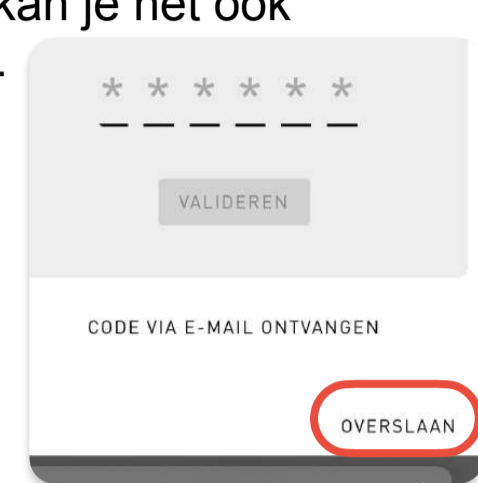 kan je het ook
.
* * * * * *
VALIDEREN
CODE VIA E-MAIL ONTVANGEN
OVERSLAAN